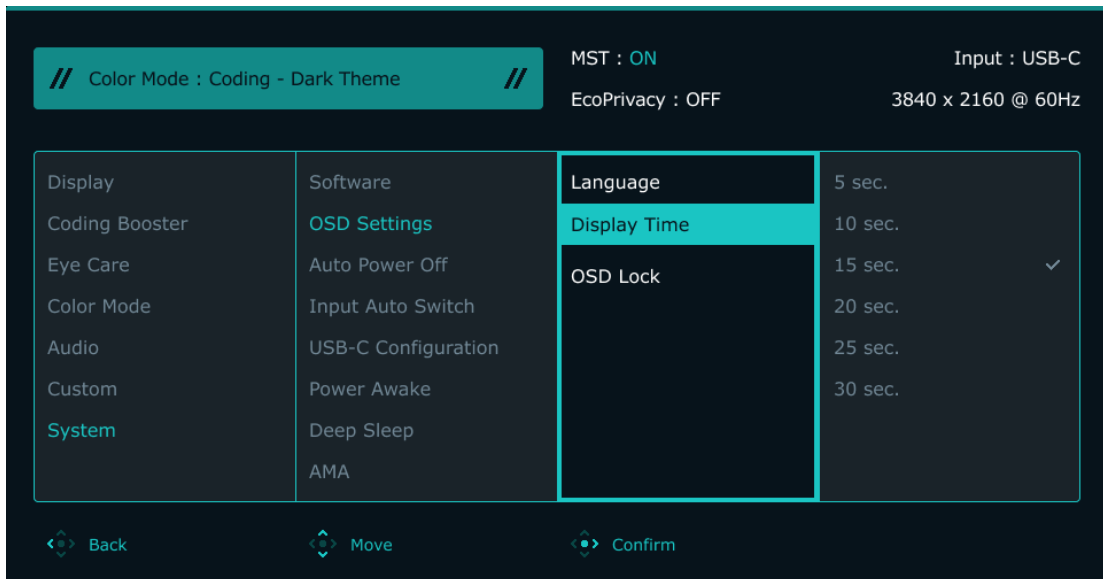 // Color Mode : Coding - Dark Theme //
MST : ON
Input : USB-C
EcoPrivacy : OFF
3840 x 2160 @ 60Hz
Display
Coding Booster
Eye Care
Color Mode
Audio
Custom
System
Software
OSD Settings
Auto Power Off
Input Auto Switch
USB-C Configuration
Power Awake
Deep Sleep
AMA
Language
Display Time
OSD Lock
5 sec.
10 sec.
15 sec.
20 sec.
25 sec.
30 sec.
Back
Move
Confirm